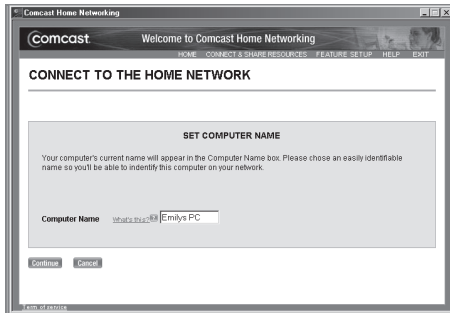 Comcast Home Networking
Comcast. Welcome to Comcast Home Networking
HOME CONNECT & SHARE RESOURCES FEATURE SETUP HELP EXIT
CONNECT TO THE HOME NETWORK
SET COMPUTER NAME
Your computer's current name will appear in the Computer Name box. Please chose an easily identifiable
name so you'll be able to indentify this computer on your network.
Computer Name What's this? Emilys PC
Continue Cancel
Term of service